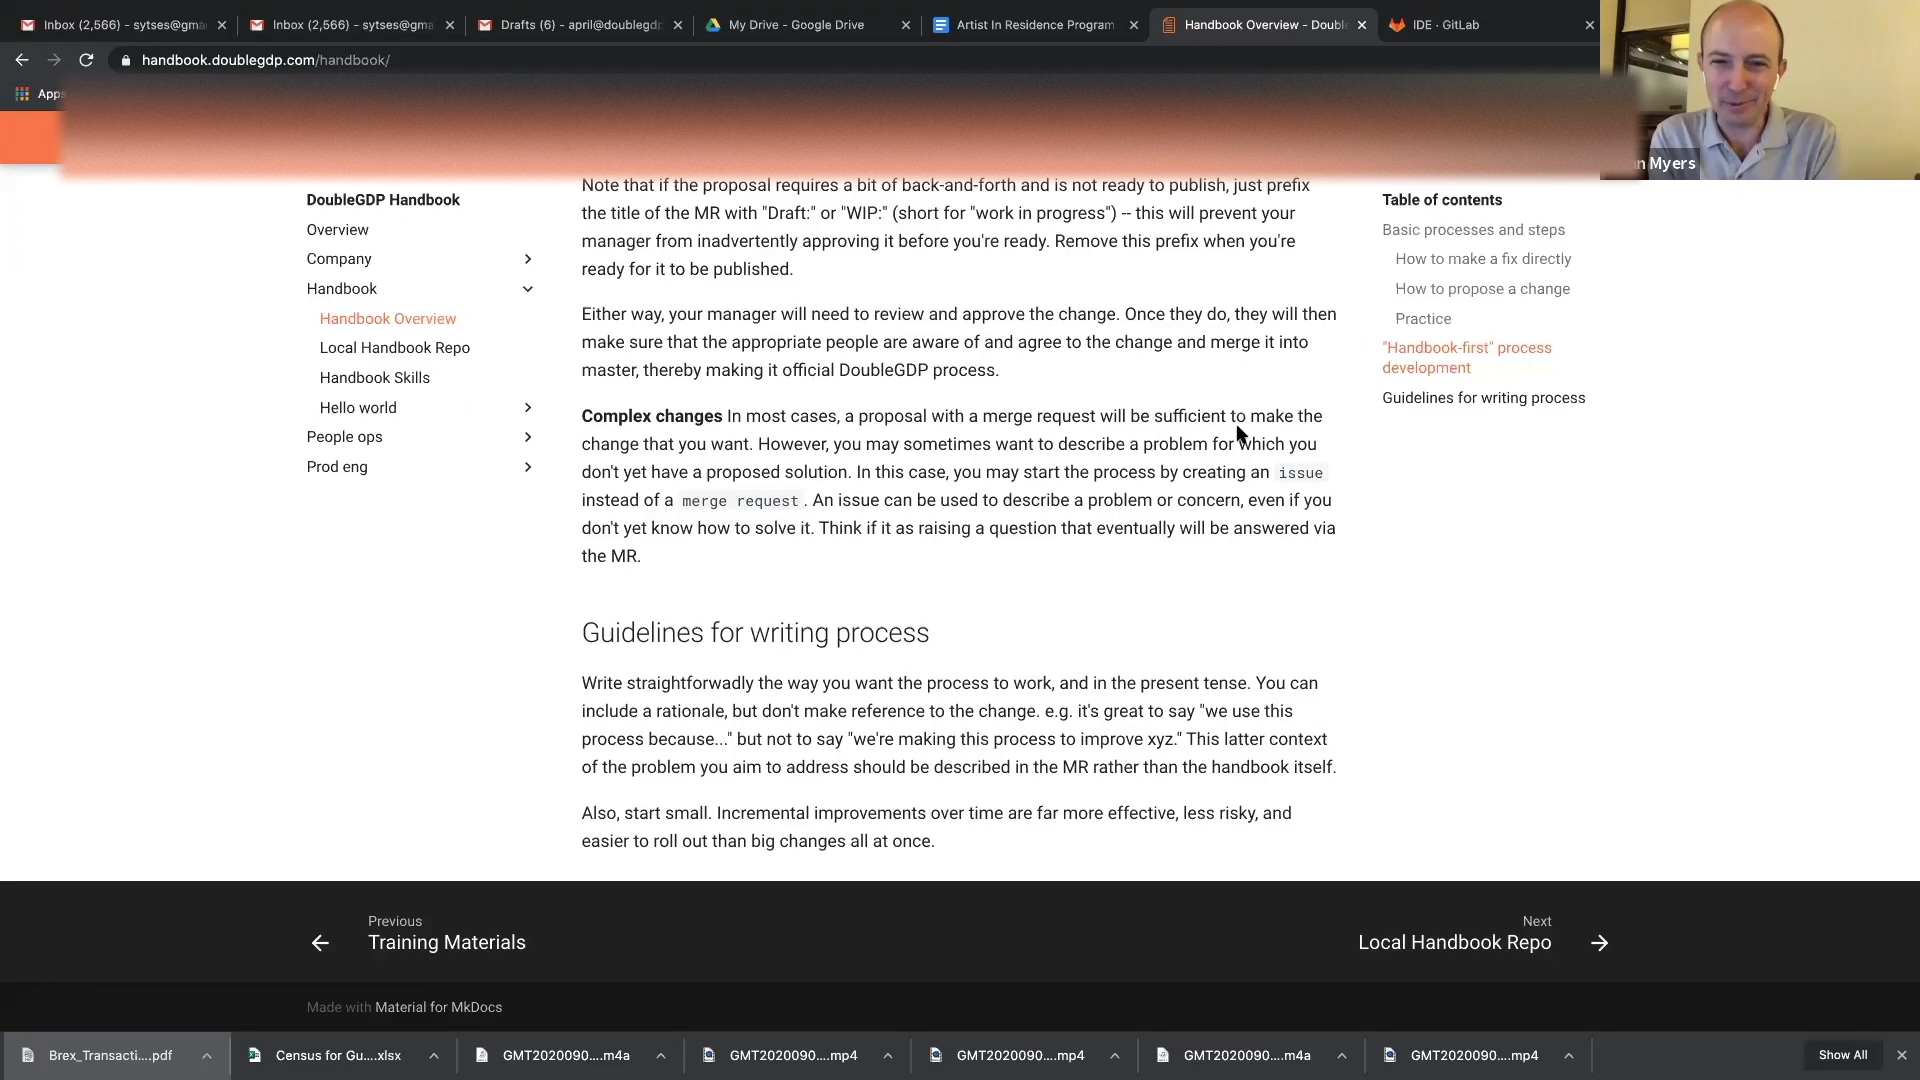 Inbox (2,566) - sytses@gma
Inbox (2,566) - sytses@gma
Drafts (6) - april@doublegdp
My Drive - Google Drive
Artist In Residence Program
Handbook Overview - Double
IDE · GitLab
handbook.doublegdp.com/handbook/
Apps
n Myers
DoubleGDP Handbook
Overview
Company
Handbook
Handbook Overview
Local Handbook Repo
Handbook Skills
Hello world
People ops
Prod eng
Note that if the proposal requires a bit of back-and-forth and is not ready to publish, just prefix
the title of the MR with "Draft:" or "WIP:" (short for "work in progress") -- this will prevent your
manager from inadvertently approving it before you're ready. Remove this prefix when you're
ready for it to be published.
Either way, your manager will need to review and approve the change. Once they do, they will then
make sure that the appropriate people are aware of and agree to the change and merge it into
master, thereby making it official DoubleGDP process.
Complex changes In most cases, a proposal with a merge request will be sufficient to make the
change that you want. However, you may sometimes want to describe a problem for which you
don't yet have a proposed solution. In this case, you may start the process by creating an issue
instead of a merge request. An issue can be used to describe a problem or concern, even if you
don't yet know how to solve it. Think if it as raising a question that eventually will be answered via
the MR.
Guidelines for writing process
Write straightforwadly the way you want the process to work, and in the present tense. You can
include a rationale, but don't make reference to the change. e.g. it's great to say "we use this
process because..." but not to say "we're making this process to improve xyz." This latter context
of the problem you aim to address should be described in the MR rather than the handbook itself.
Also, start small. Incremental improvements over time are far more effective, less risky, and
easier to roll out than big changes all at once.
Table of contents
Basic processes and steps
How to make a fix directly
How to propose a change
Practice
"Handbook-first" process
development
Guidelines for writing process
Previous
Training Materials
Next
Local Handbook Repo
Made with Material for MkDocs
Brex_Transacti....pdf
Census for Gu....xlsx
GMT2020090....m4a
GMT2020090....mp4
GMT2020090....mp4
GMT2020090....m4a
GMT2020090....mp4
Show All